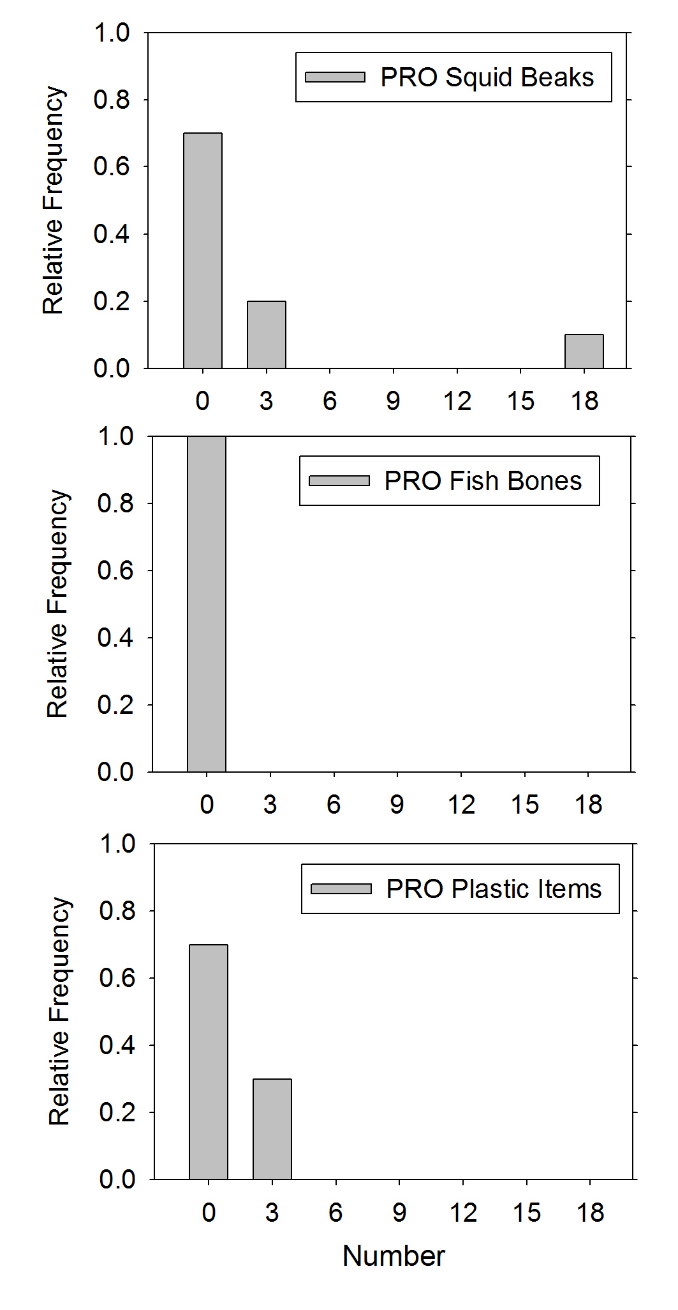 1.0
PRO Squid Beaks
0.8
0.6
0.4
0.2
0.0
Relative Frequency
0 3 6 9 12 15 18
1.0
PRO Fish Bones
0.8
0.6
0.4
0.2
0.0
Relative Frequency
0 3 6 9 12 15 18
1.0
PRO Plastic Items
0.8
0.6
0.4
0.2
0.0
Relative Frequency
0 3 6 9 12 15 18
Number